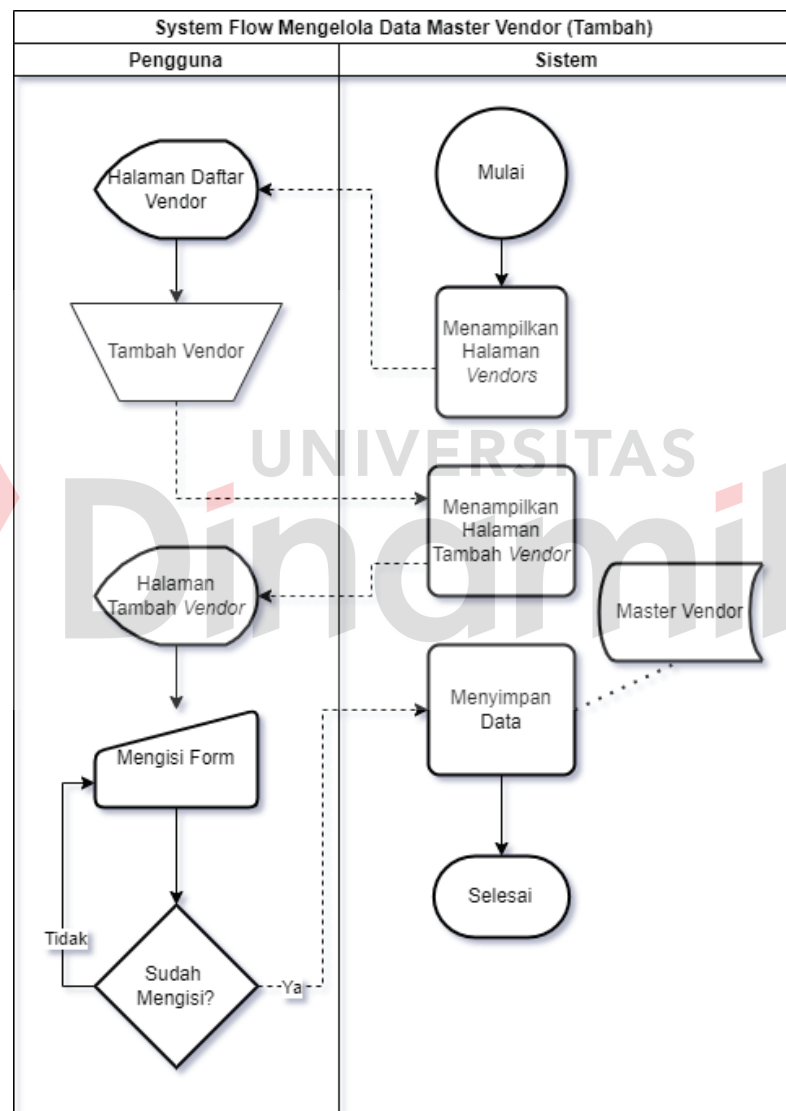 System Flow Mengelola Data Master Vendor (Tambah)
Pengguna
Sistem
Mulai
Menampilkan
Halaman
Vendors
Halaman Daftar
Vendor
Tambah Vendor
Menampilkan
Halaman
Tambah Vendor
Halaman
Tambah Vendor
Mengisi Form
Sudah
Mengisi?
Tidak
Ya
Menyimpan
Data
Master Vendor
Selesai
UNIVERSITAS